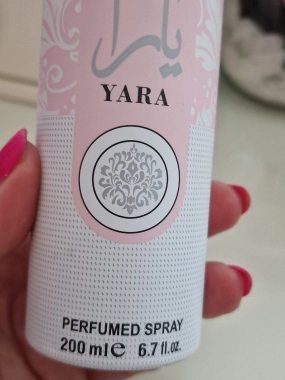 يارا
YARA
PERFUMED SPRAY
200 ml e 6.7 fl.oz.